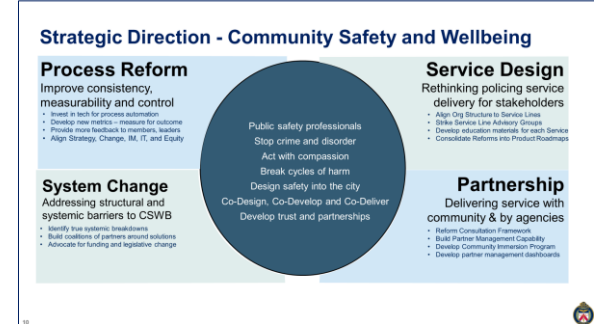 Strategic Direction - Community Safety and Wellbeing
Process Reform
Improve consistency,
measurability and control
• Invest in tech for process automation
• Develop new metrics – measure for outcome
• Provide more feedback to members, leaders
• Align Strategy, Change, IM, IT, and Equity
Service Design
Rethinking policing service
delivery for stakeholders
• Align Org Structure to Service Lines
• Strike Service Line Advisory Groups
• Develop education materials for each Service
• Consolidate Reforms into Product Roadmaps
Public safety professionals
Stop crime and disorder
Act with compassion
Break cycles of harm
Design safety into the city
Co-Design, Co-Develop and Co-Deliver
Develop trust and partnerships
System Change
Addressing structural and
systemic barriers to CSWB
• Identify true systemic breakdowns
• Build coalitions of partners around solutions
• Advocate for funding and legislative change
Partnership
Delivering service with
community & by agencies
• Reform Consultation Framework
• Build Partner Management Capability
• Develop Community Immersion Program
• Develop partner management dashboards